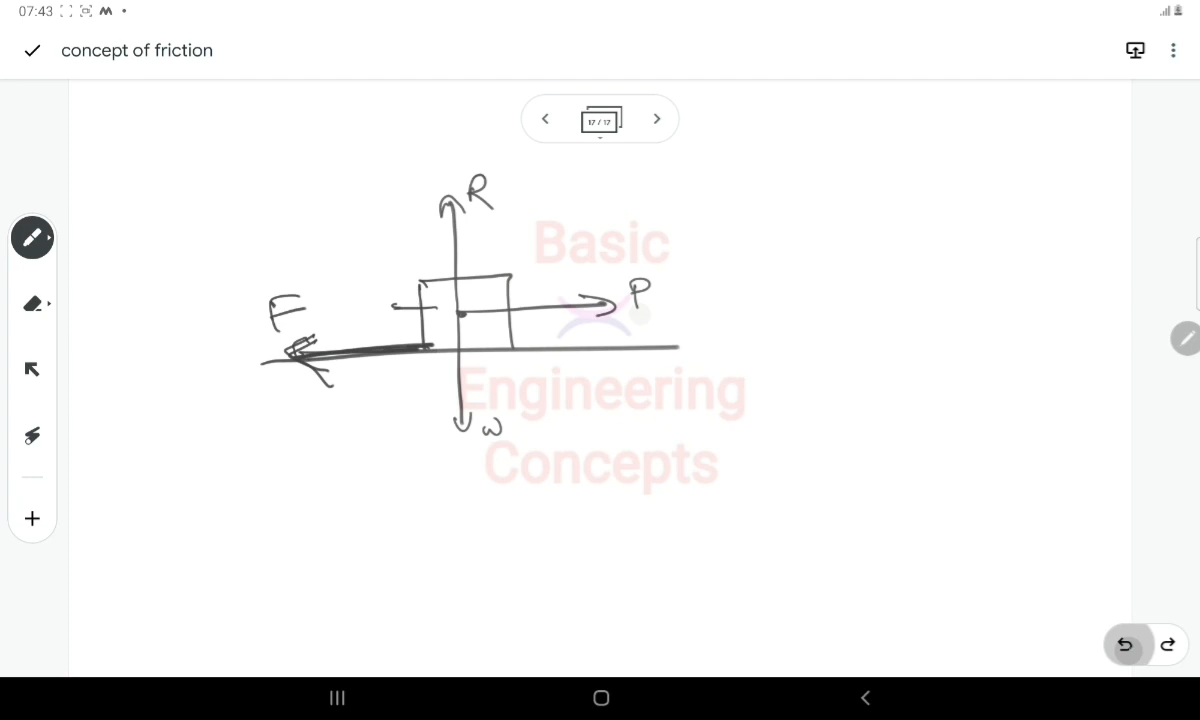 07:43
concept of friction
17 / 17
R
Basic
F
P
Engineering
W
Concepts